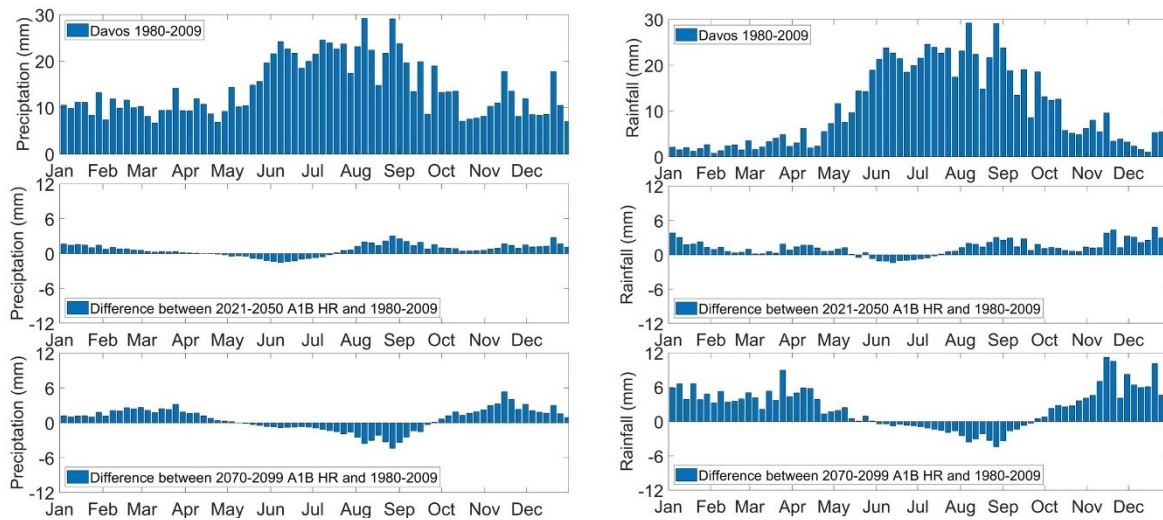 Precipitation (mm)
30
20
10
0
Davos 1980-2009
Jan Feb Mar Apr May Jun Jul Aug Sep Oct Nov Dec
Precipitation (mm)
12
6
0
-6
-12
Difference between 2021-2050 A1B HR and 1980-2009
Jan Feb Mar Apr May Jun Jul Aug Sep Oct Nov Dec
Precipitation (mm)
12
6
0
-6
-12
Difference between 2070-2099 A1B HR and 1980-2009
Jan Feb Mar Apr May Jun Jul Aug Sep Oct Nov Dec
Rainfall (mm)
30
20
10
0
Davos 1980-2009
Jan Feb Mar Apr May Jun Jul Aug Sep Oct Nov Dec
Rainfall (mm)
12
6
0
-6
-12
Difference between 2021-2050 A1B HR and 1980-2009
Jan Feb Mar Apr May Jun Jul Aug Sep Oct Nov Dec
Rainfall (mm)
12
6
0
-6
-12
Difference between 2070-2099 A1B HR and 1980-2009
Jan Feb Mar Apr May Jun Jul Aug Sep Oct Nov Dec